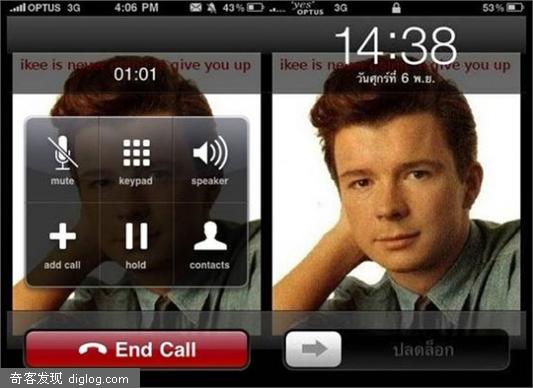 OPTUS 3G 4:06 PM 43%
ikee is never give you up
01:01
mute keypad speaker
add call hold contacts
End Call
"yes" OPTUS 3G 53%
14:38
วันศุกร์ที่ 6 พ.ย.
ikee is never give you up
ปลดล็อก
奇客发现 diglog.com